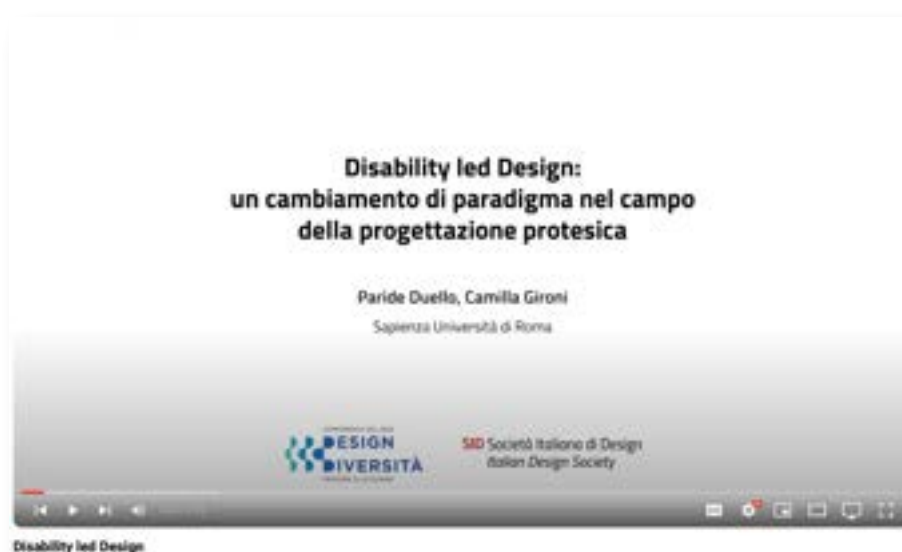 Disability led Design:
un cambiamento di paradigma nel campo
della progettazione protesica
Paride Duello, Camilla Gironi
Sapienza Università di Roma
DESIGN
DIVERSITÀ
SID Società Italiana di Design
Italian Design Society
Disability led Design